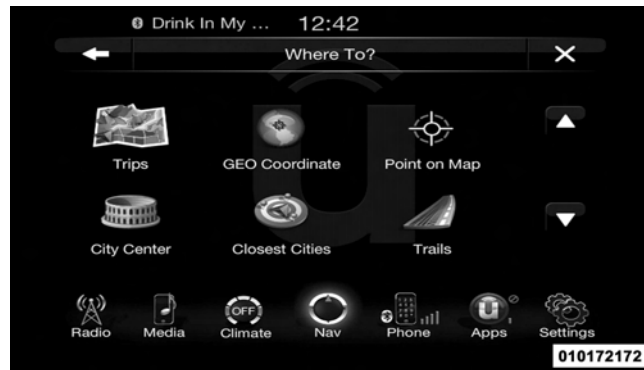 Drink In My ... 12:42
Where To?
Trips GEO Coordinate Point on Map
City Center Closest Cities Trails
OFF
Radio Media Climate Nav Phone Apps Settings
010172172